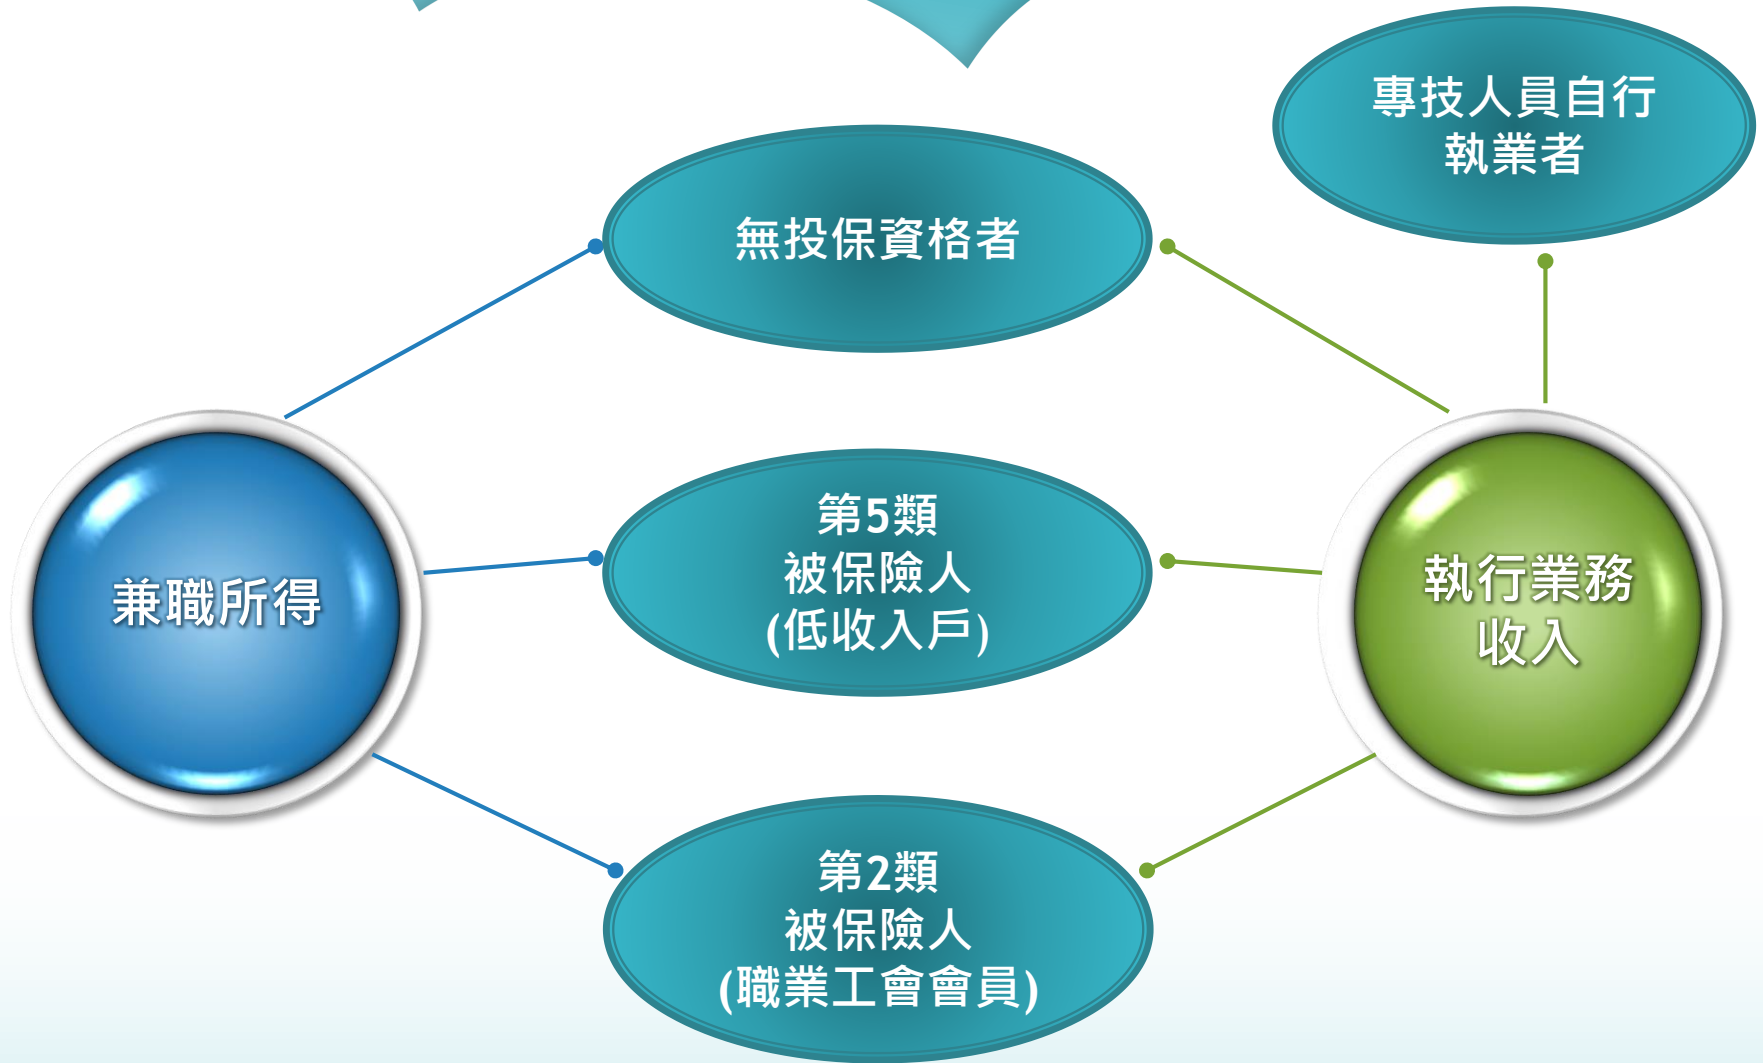 專技人員自行
執業者
無投保資格者
第5類
被保險人
(低收入戶)
兼職所得
執行業務
收入
第2類
被保險人
(職業工會會員)